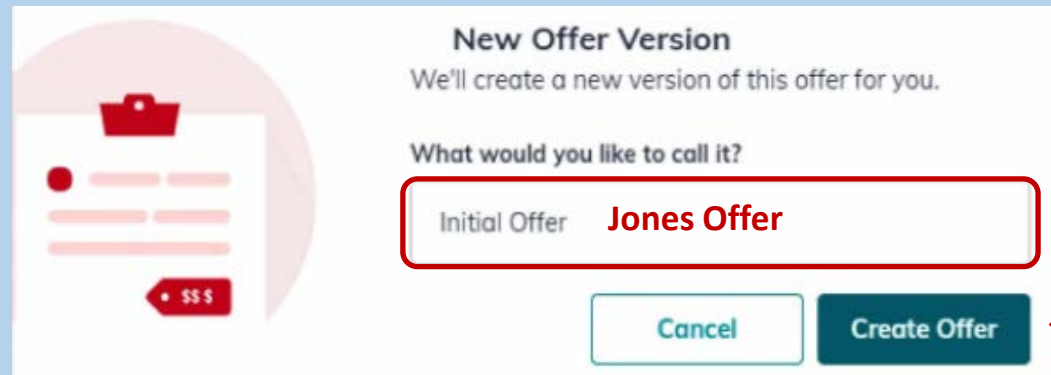 New Offer Version
We'll create a new version of this offer for you.
What would you like to call it?
Initial Offer Jones Offer
$$$
Cancel Create Offer